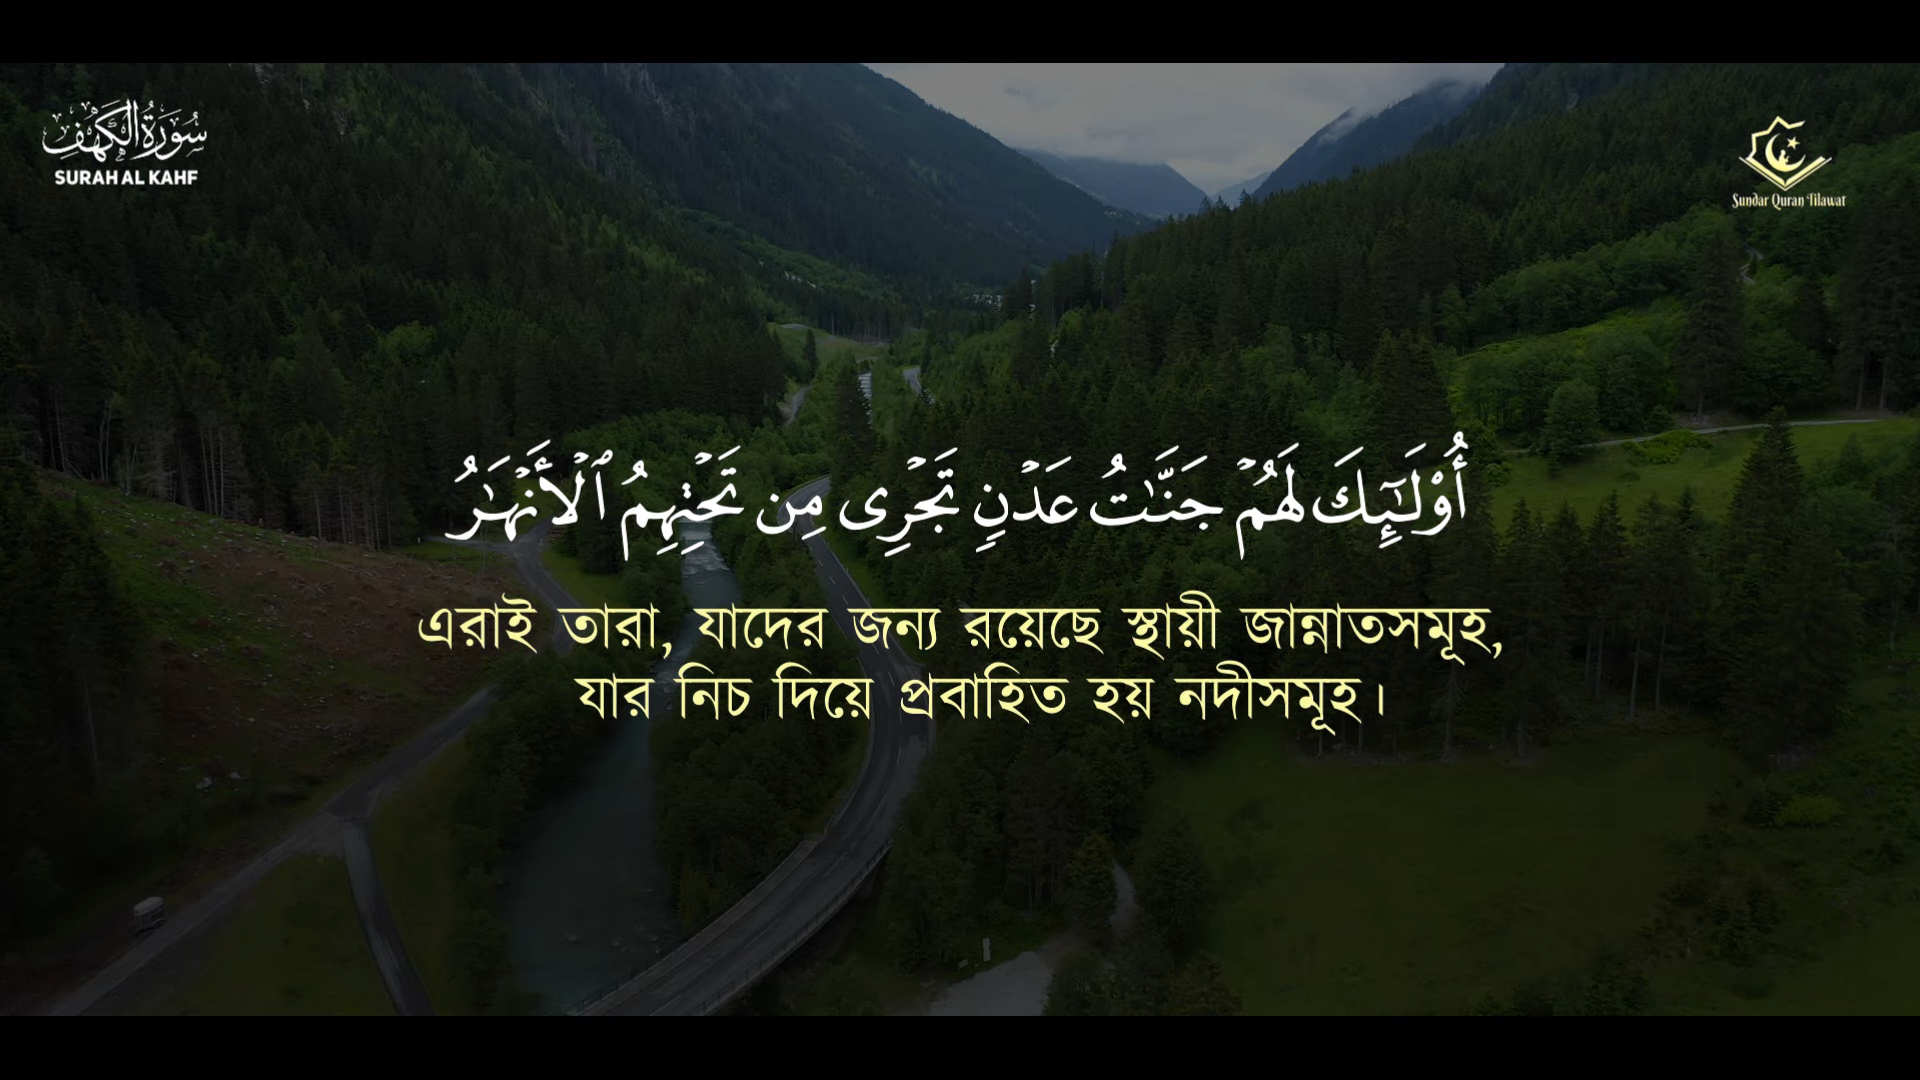 سُورَةُ الكَهْفِ
SURAH AL KAHF
Sundar Quran Tilawat
أُوْلَـٰٓئِكَ لَهُمْ جَنَّـٰتُ عَدْنٍ تَجْرِى مِن تَحْتِهِمُ ٱلْأَنْهَـٰرُ
এরাই তারা, যাদের জন্য রয়েছে স্থায়ী জান্নাতসমূহ,
যার নিচ দিয়ে প্রবাহিত হয় নদীসমূহ।